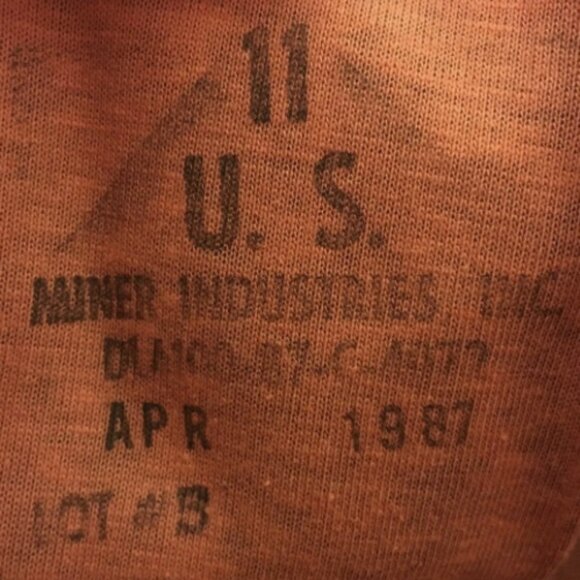 11
U. S.
MINER INDUSTRIES, INC.
APR 1987
LOT #B